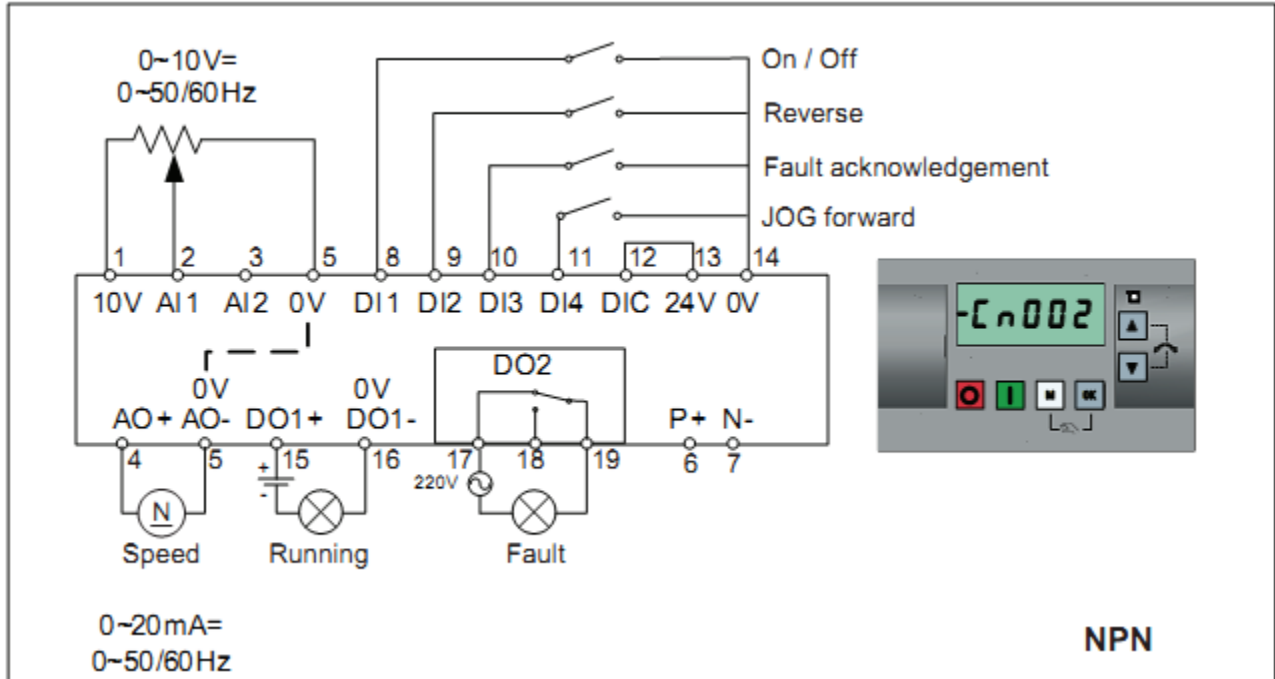 0~10V=
0~50/60Hz
On / Off
Reverse
Fault acknowledgement
JOG forward
1 2 3 5 8 9 10 11 12 13 14
10V AI1 AI2 0V DI1 DI2 DI3 DI4 DIC 24V 0V
-Cn002
DO2
0V 0V
AO+ AO- DO1+ DO1- P+ N-
4 5 15 16 17 18 19 6 7
+
-
220V
N
M OK
Speed Running Fault
0~20mA=
0~50/60Hz
NPN